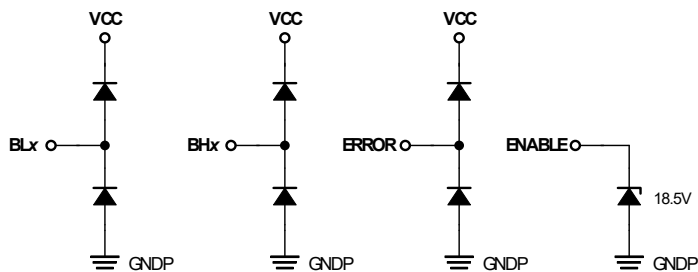 VCC
VCC
VCC
BLx
BHx
ERROR
ENABLE
18.5V
GNDP
GNDP
GNDP
GNDP